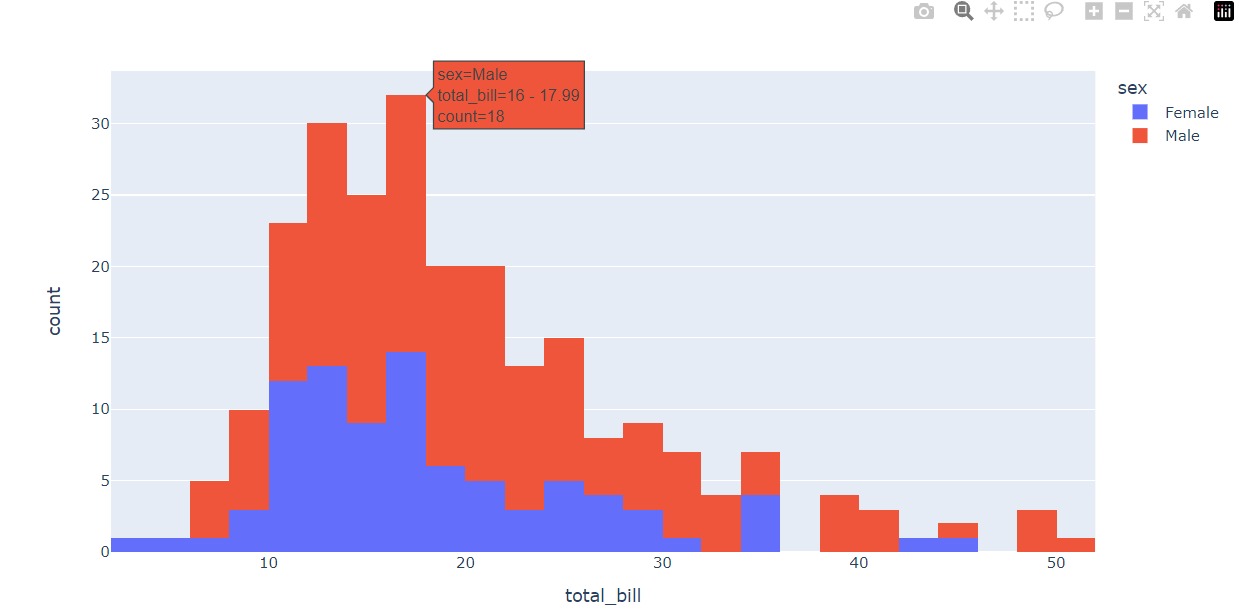 sex=Male
total_bill=16 - 17.99
count=18
sex
Female
Male
30
25
20
15
10
5
0
count
10 20 30 40 50
total_bill